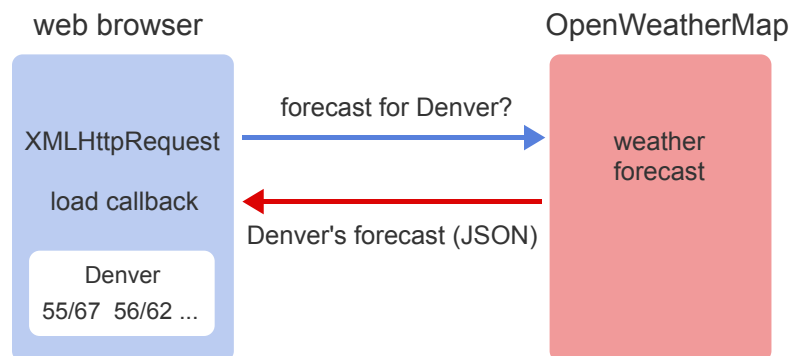 web browser
OpenWeatherMap
forecast for Denver?
XMLHttpRequest
weather
forecast
load callback
Denver's forecast (JSON)
Denver
55/67 56/62 ...